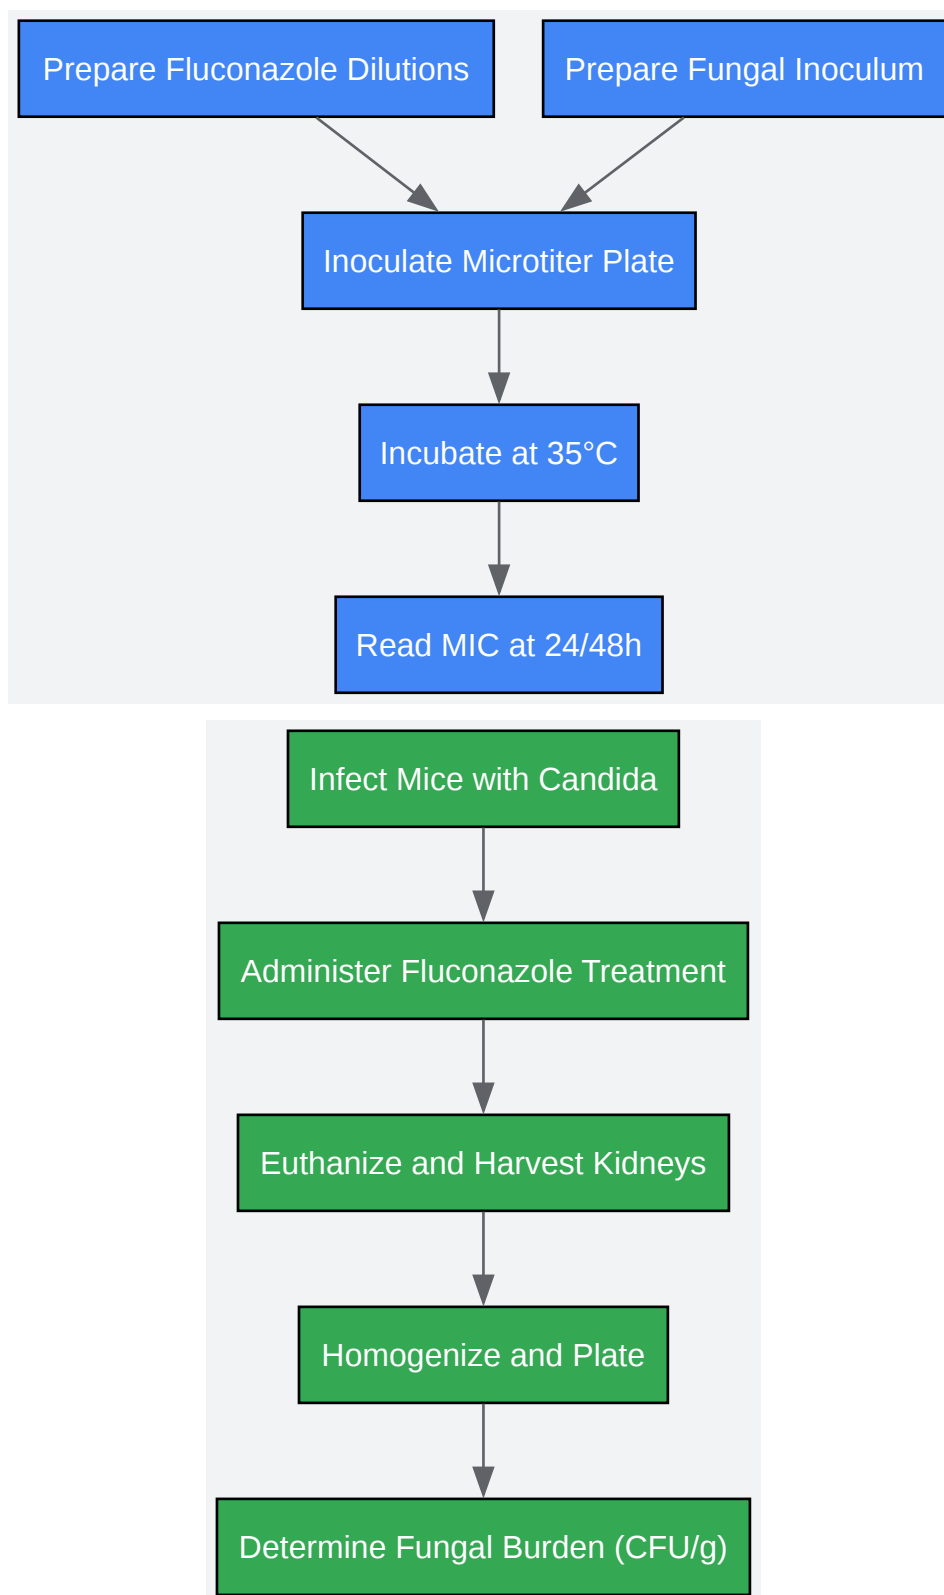 Prepare Fluconazole Dilutions
Prepare Fungal Inoculum
Inoculate Microtiter Plate
Incubate at 35°C
Read MIC at 24/48h
Infect Mice with Candida
Administer Fluconazole Treatment
Euthanize and Harvest Kidneys
Homogenize and Plate
Determine Fungal Burden (CFU/g)